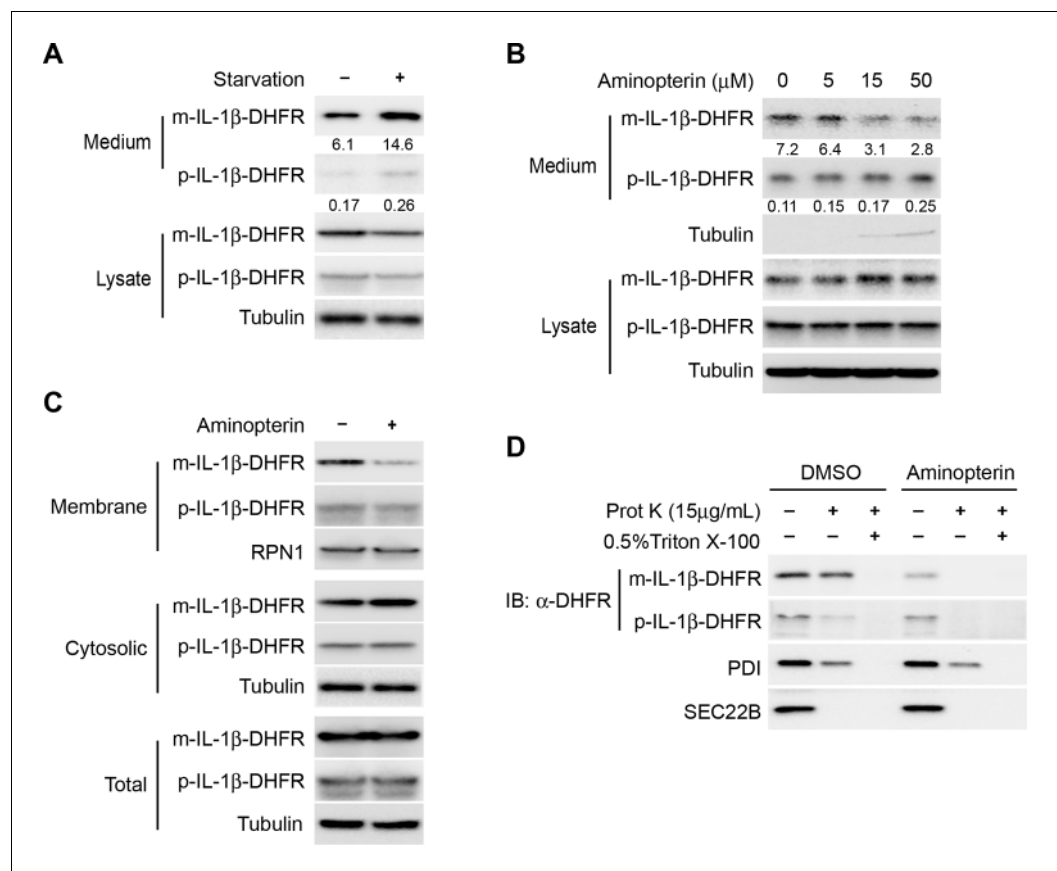 A
Starvation − +
Medium
m-IL-1β-DHFR
6.1 14.6
p-IL-1β-DHFR
0.17 0.26
Lysate
m-IL-1β-DHFR
p-IL-1β-DHFR
Tubulin
B
Aminopterin (μM) 0 5 15 50
Medium
m-IL-1β-DHFR
7.2 6.4 3.1 2.8
p-IL-1β-DHFR
0.11 0.15 0.17 0.25
Tubulin
Lysate
m-IL-1β-DHFR
p-IL-1β-DHFR
Tubulin
C
Aminopterin − +
Membrane
m-IL-1β-DHFR
p-IL-1β-DHFR
RPN1
Cytosolic
m-IL-1β-DHFR
p-IL-1β-DHFR
Tubulin
Total
m-IL-1β-DHFR
p-IL-1β-DHFR
Tubulin
D
DMSO Aminopterin
Prot K (15μg/mL) − + + − + +
0.5%Triton X-100 − − + − − +
IB: α-DHFR
m-IL-1β-DHFR
p-IL-1β-DHFR
PDI
SEC22B